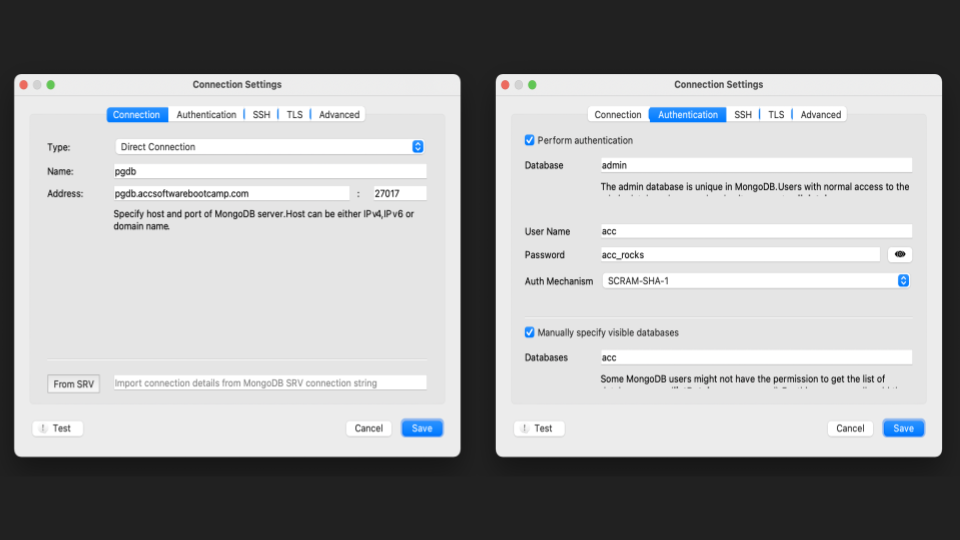 Connection Settings
Connection Authentication SSH TLS Advanced
Type: Direct Connection
Name: pgdb
Address: pgdb.accsoftwarebootcamp.com : 27017
Specify host and port of MongoDB server.Host can be either IPv4,IPv6 or
domain name.
From SRV Import connection details from MongoDB SRV connection string
! Test Cancel Save
Connection Settings
Connection Authentication SSH TLS Advanced
Perform authentication
Database admin
The admin database is unique in MongoDB.Users with normal access to the
User Name acc
Password acc_rocks
Auth Mechanism SCRAM-SHA-1
Manually specify visible databases
Databases acc
Some MongoDB users might not have the permission to get the list of
! Test Cancel Save